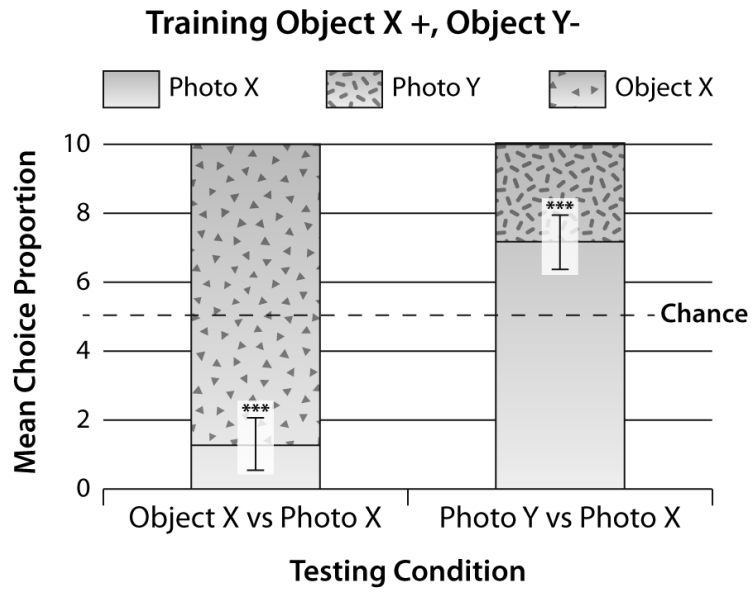 Training Object X +, Object Y-
Photo X
Photo Y
Object X
Mean Choice Proportion
10
8
6
4
2
0
***
***
Chance
Object X vs Photo X
Photo Y vs Photo X
Testing Condition